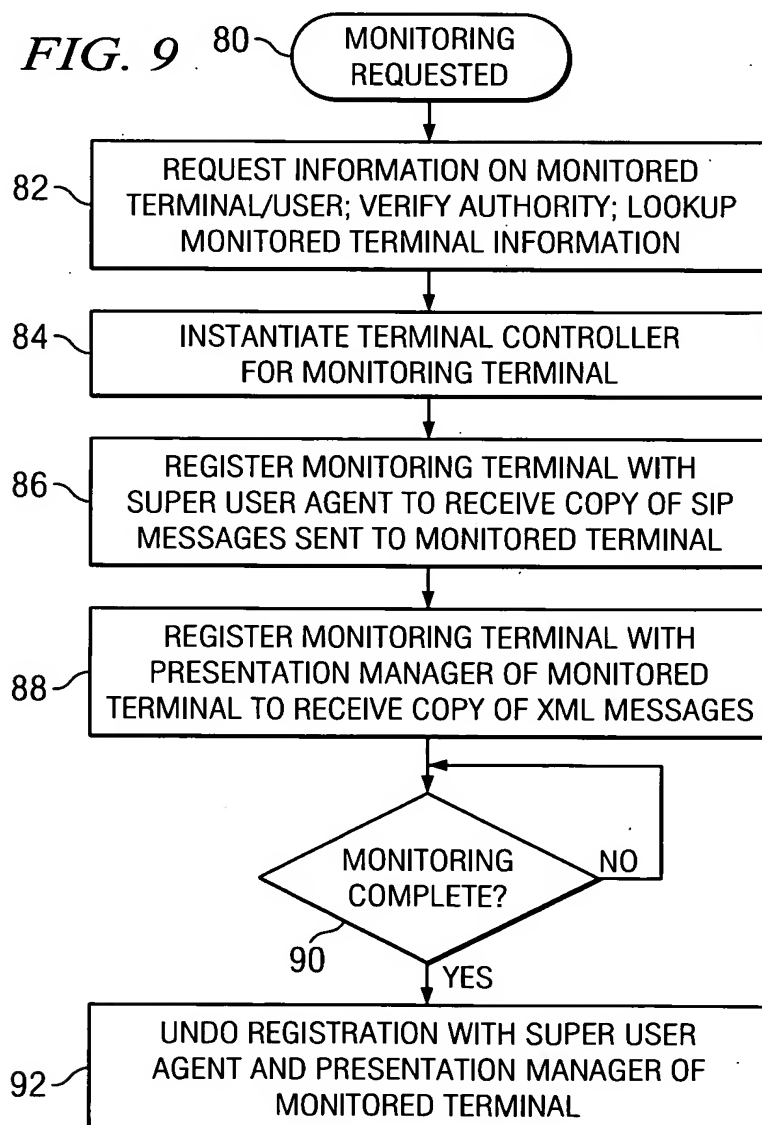 FIG. 9
80
MONITORING
REQUESTED
82
REQUEST INFORMATION ON MONITORED
TERMINAL/USER; VERIFY AUTHORITY; LOOKUP
MONITORED TERMINAL INFORMATION
84
INSTANTIATE TERMINAL CONTROLLER
FOR MONITORING TERMINAL
86
REGISTER MONITORING TERMINAL WITH
SUPER USER AGENT TO RECEIVE COPY OF SIP
MESSAGES SENT TO MONITORED TERMINAL
88
REGISTER MONITORING TERMINAL WITH
PRESENTATION MANAGER OF MONITORED
TERMINAL TO RECEIVE COPY OF XML MESSAGES
MONITORING
COMPLETE?
NO
90
YES
92
UNDO REGISTRATION WITH SUPER USER
AGENT AND PRESENTATION MANAGER OF
MONITORED TERMINAL